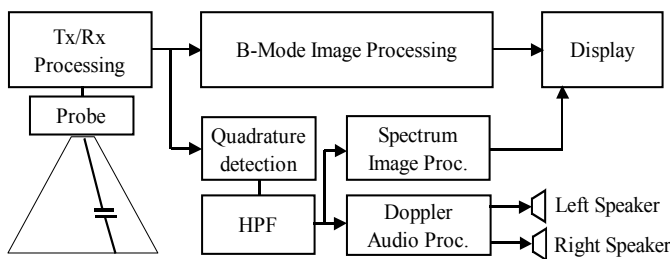 Tx/Rx
Processing
B-Mode Image Processing
Display
Probe
Quadrature
detection
Spectrum
Image Proc.
HPF
Doppler
Audio Proc.
Left Speaker
Right Speaker